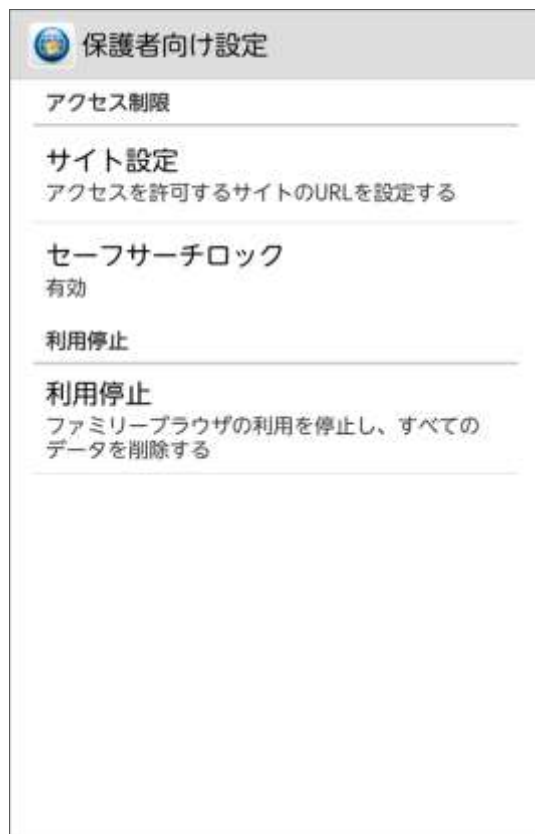 保護者向け設定
アクセス制限
サイト設定
アクセスを許可するサイトのURLを設定する
セーフサーチロック
有効
利用停止
利用停止
ファミリーブラウザの利用を停止し、すべての
データを削除する